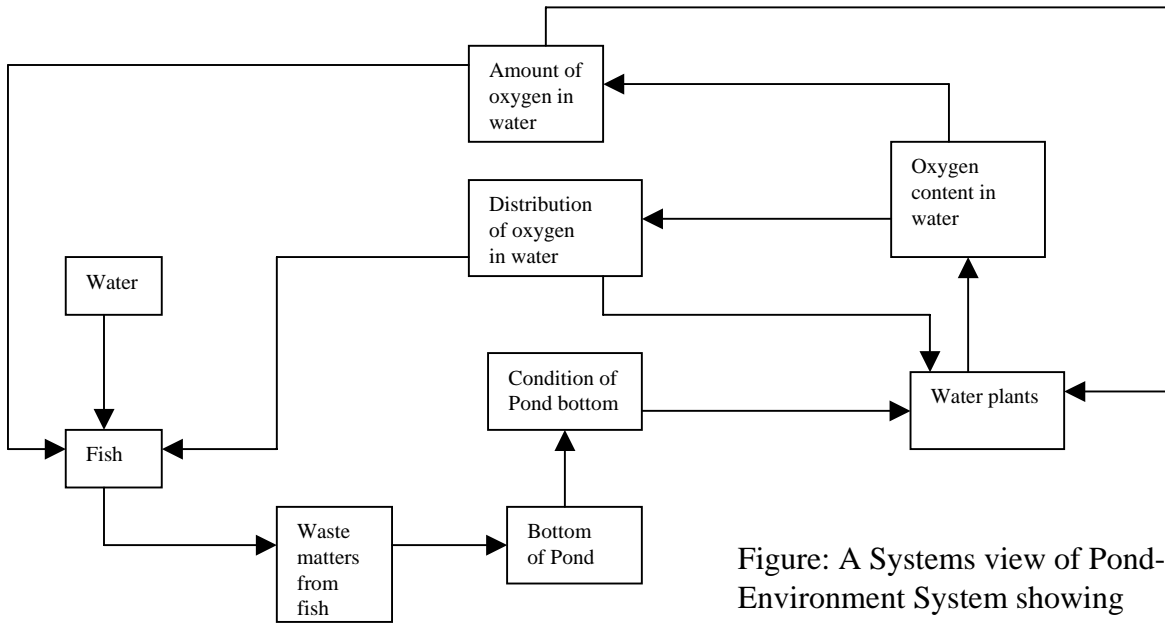 Amount of
oxygen in
water
Oxygen
content in
water
Distribution
of oxygen
in water
Water
Condition of
Pond bottom
Water plants
Fish
Waste
matters
from
fish
Bottom
of Pond
Figure: A Systems view of Pond-
Environment System showing